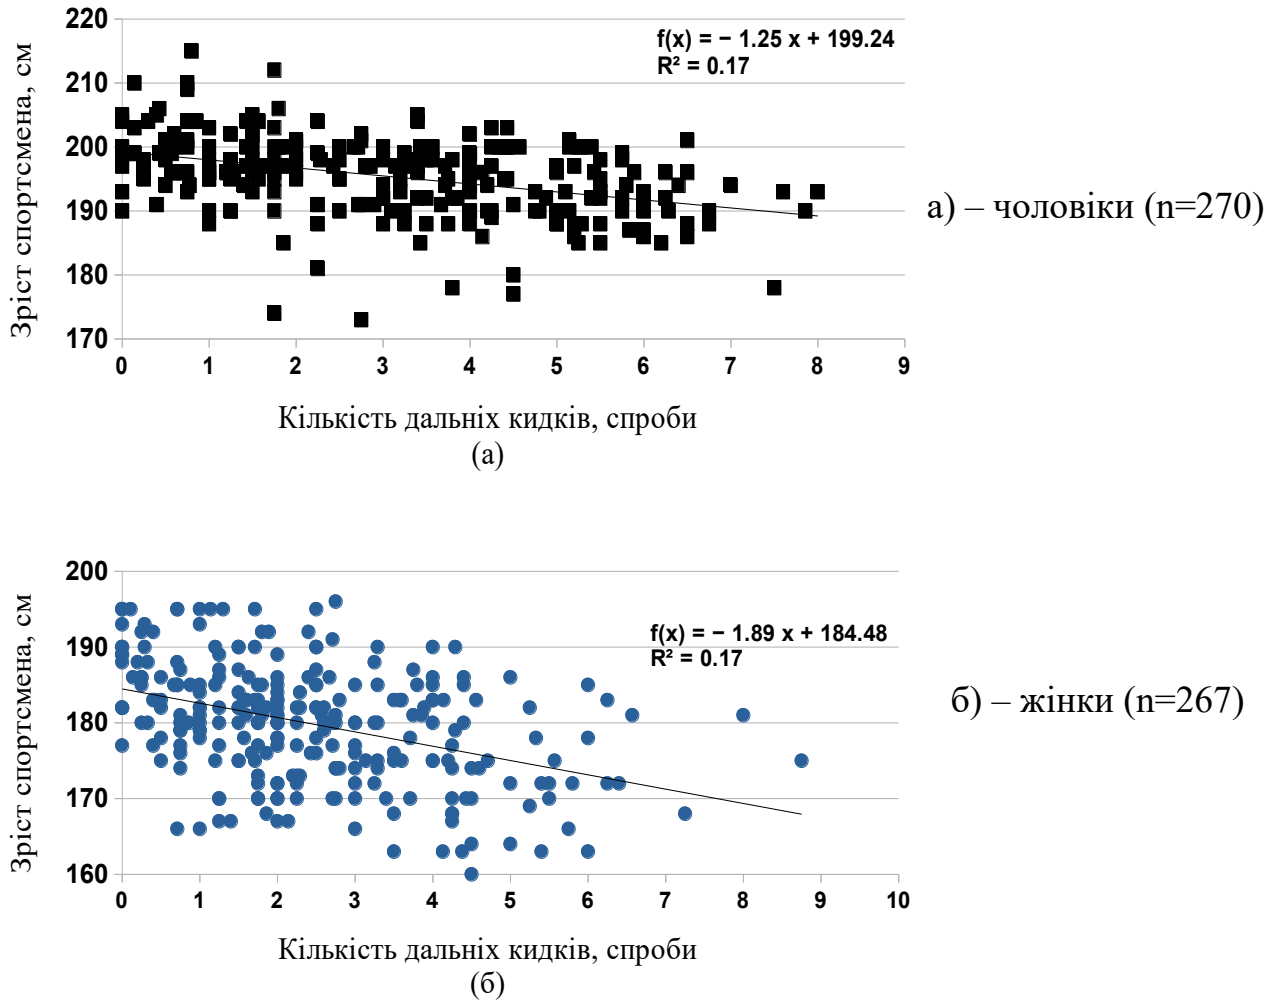 220
210
200
190
180
170
Зріст спортсмена, см
f(x) = − 1.25 x + 199.24
R² = 0.17
0 1 2 3 4 5 6 7 8 9
Кількість дальніх кидків, спроби
(а)
а) – чоловіки (n=270)
200
190
180
170
160
Зріст спортсмена, см
f(x) = − 1.89 x + 184.48
R² = 0.17
0 1 2 3 4 5 6 7 8 9 10
Кількість дальніх кидків, спроби
(б)
б) – жінки (n=267)